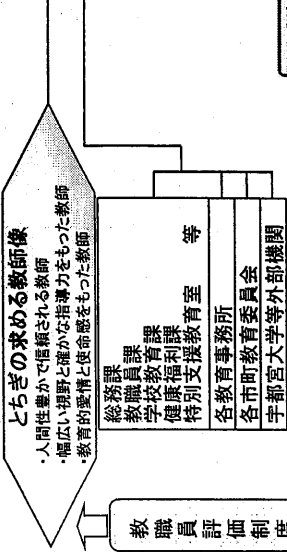 とちぎの求める教師像
・人間性豊かで信頼される教師
・幅広い視野と確かな指導力をもった教師
・教育的愛情と使命感をもった教師
総務課
教職員課
学校教育課
健康福利課
特別支援教育室 等
各教育事務所
各市町教育委員会
宇都宮大学等外部機関
教職員評価制度